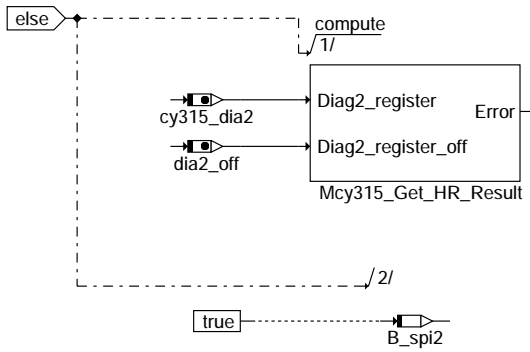 else
compute
1/
cy315_dia2
Diag2_register
Error
dia2_off
Diag2_register_off
Mcy315_Get_HR_Result
2/
true
B_spi2